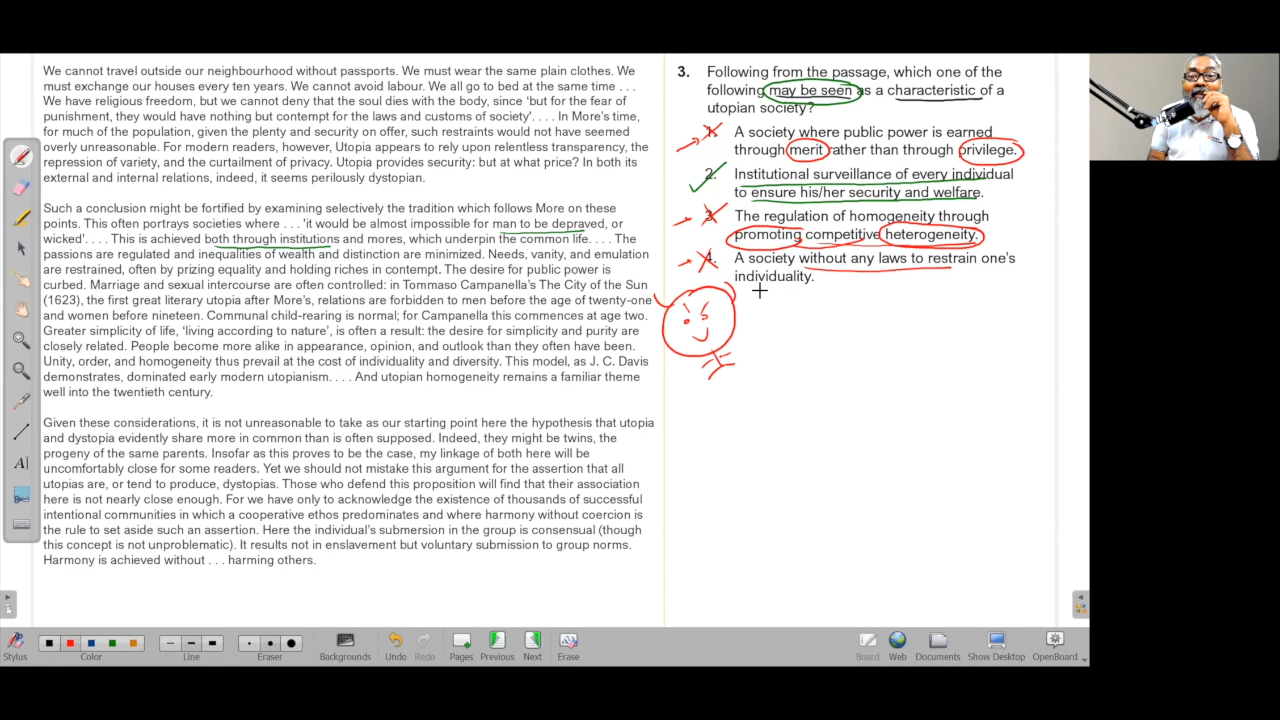 We cannot travel outside our neighbourhood without passports. We must wear the same plain clothes. We
must exchange our houses every ten years. We cannot avoid labour. We all go to bed at the same time . . .
We have religious freedom, but we cannot deny that the soul dies with the body, since ‘but for the fear of
punishment, they would have nothing but contempt for the laws and customs of society'. . . . In More's time,
for much of the population, given the plenty and security on offer, such restraints would not have seemed
overly unreasonable. For modern readers, however, Utopia appears to rely upon relentless transparency, the
repression of variety, and the curtailment of privacy. Utopia provides security: but at what price? In both its
external and internal relations, indeed, it seems perilously dystopian.
Such a conclusion might be fortified by examining selectively the tradition which follows More on these
points. This often portrays societies where . . . 'it would be almost impossible for man to be depraved, or
wicked'. . . . This is achieved both through institutions and mores, which underpin the common life. . . . The
passions are regulated and inequalities of wealth and distinction are minimized. Needs, vanity, and emulation
are restrained, often by prizing equality and holding riches in contempt. The desire for public power is
curbed. Marriage and sexual intercourse are often controlled: in Tommaso Campanella's The City of the Sun
(1623), the first great literary utopia after More's, relations are forbidden to men before the age of twenty-one
and women before nineteen. Communal child-rearing is normal; for Campanella this commences at age two.
Greater simplicity of life, ‘living according to nature’, is often a result: the desire for simplicity and purity are
closely related. People become more alike in appearance, opinion, and outlook than they often have been.
Unity, order, and homogeneity thus prevail at the cost of individuality and diversity. This model, as J. C. Davis
demonstrates, dominated early modern utopianism. . . . And utopian homogeneity remains a familiar theme
well into the twentieth century.
Given these considerations, it is not unreasonable to take as our starting point here the hypothesis that utopia
and dystopia evidently share more in common than is often supposed. Indeed, they might be twins, the
progeny of the same parents. Insofar as this proves to be the case, my linkage of both here will be
uncomfortably close for some readers. Yet we should not mistake this argument for the assertion that all
utopias are, or tend to produce, dystopias. Those who defend this proposition will find that their association
here is not nearly close enough. For we have only to acknowledge the existence of thousands of successful
intentional communities in which a cooperative ethos predominates and where harmony without coercion is
the rule to set aside such an assertion. Here the individual's submersion in the group is consensual (though
this concept is not unproblematic). It results not in enslavement but voluntary submission to group norms.
Harmony is achieved without . . . harming others.
3. Following from the passage, which one of the
following may be seen as a characteristic of a
utopian society?
1. A society where public power is earned
through merit rather than through privilege.
2. Institutional surveillance of every individual
to ensure his/her security and welfare.
3. The regulation of homogeneity through
promoting competitive heterogeneity.
4. A society without any laws to restrain one's
individuality.
Stylus Color Line Eraser Backgrounds Undo Redo Pages Previous Next Erase Board Web Documents Show Desktop OpenBoard